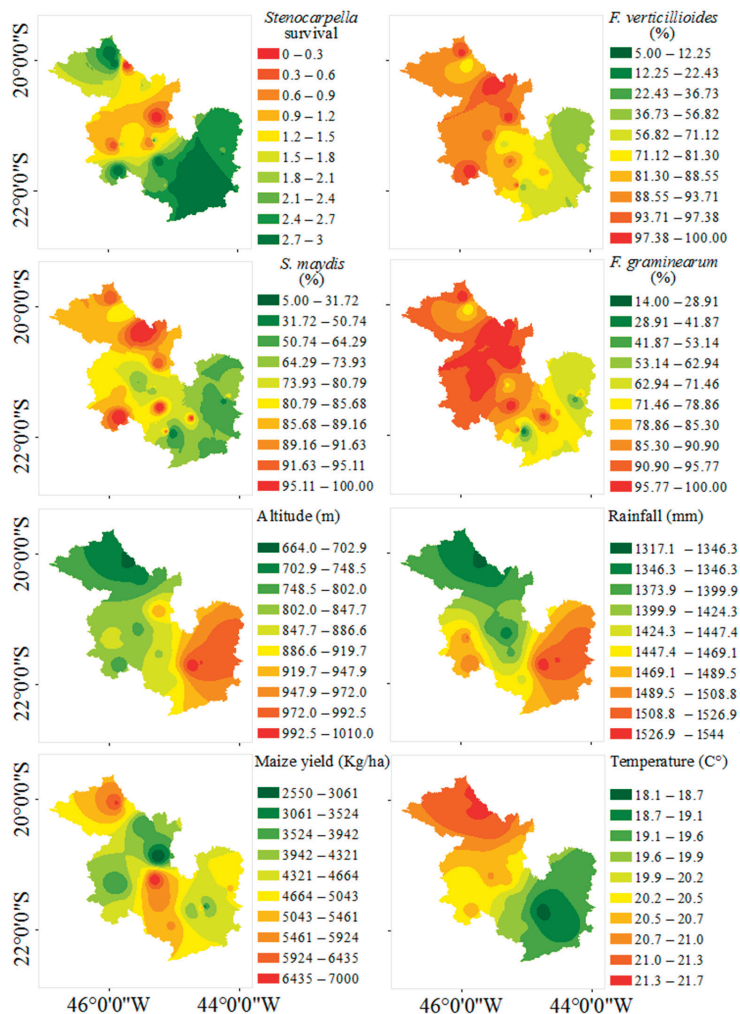 Stenocarpella
survival
0 – 0.3
0.3 – 0.6
0.6 – 0.9
0.9 – 1.2
1.2 – 1.5
1.5 – 1.8
1.8 – 2.1
2.1 – 2.4
2.4 – 2.7
2.7 – 3
20°0'0"S
22°0'0"S
F. verticillioides
(%)
5.00 – 12.25
12.25 – 22.43
22.43 – 36.73
36.73 – 56.82
56.82 – 71.12
71.12 – 81.30
81.30 – 88.55
88.55 – 93.71
93.71 – 97.38
97.38 – 100.00
S. maydis
(%)
5.00 – 31.72
31.72 – 50.74
50.74 – 64.29
64.29 – 73.93
73.93 – 80.79
80.79 – 85.68
85.68 – 89.16
89.16 – 91.63
91.63 – 95.11
95.11 – 100.00
20°0'0"S
22°0'0"S
F. graminearum
(%)
14.00 – 28.91
28.91 – 41.87
41.87 – 53.14
53.14 – 62.94
62.94 – 71.46
71.46 – 78.86
78.86 – 85.30
85.30 – 90.90
90.90 – 95.77
95.77 – 100.00
Altitude (m)
664.0 – 702.9
702.9 – 748.5
748.5 – 802.0
802.0 – 847.7
847.7 – 886.6
886.6 – 919.7
919.7 – 947.9
947.9 – 972.0
972.0 – 992.5
992.5 – 1010.0
20°0'0"S
22°0'0"S
Rainfall (mm)
1317.1 – 1346.3
1346.3 – 1346.3
1373.9 – 1399.9
1399.9 – 1424.3
1424.3 – 1447.4
1447.4 – 1469.1
1469.1 – 1489.5
1489.5 – 1508.8
1508.8 – 1526.9
1526.9 – 1544
Maize yield (Kg/ha)
2550 – 3061
3061 – 3524
3524 – 3942
3942 – 4321
4321 – 4664
4664 – 5043
5043 – 5461
5461 – 5924
5924 – 6435
6435 – 7000
20°0'0"S
22°0'0"S
46°0'0"W
44°0'0"W
Temperature (C°)
18.1 – 18.7
18.7 – 19.1
19.1 – 19.6
19.6 – 19.9
19.9 – 20.2
20.2 – 20.5
20.5 – 20.7
20.7 – 21.0
21.0 – 21.3
21.3 – 21.7
46°0'0"W
44°0'0"W